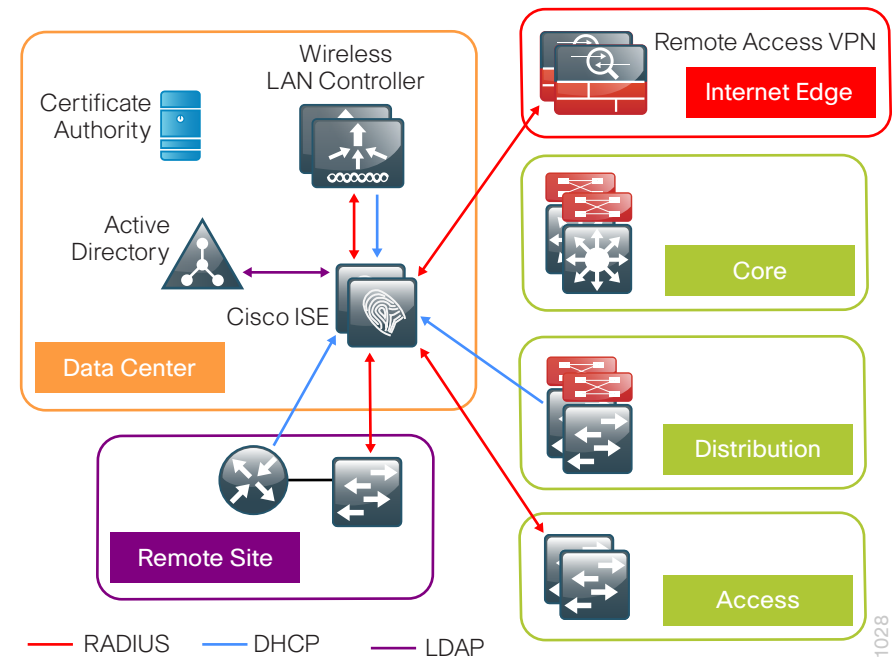 Wireless
LAN Controller
Certificate
Authority
Active
Directory
Cisco ISE
Data Center
Remote Access VPN
Internet Edge
Core
Distribution
Access
Remote Site
RADIUS
DHCP
LDAP
1028